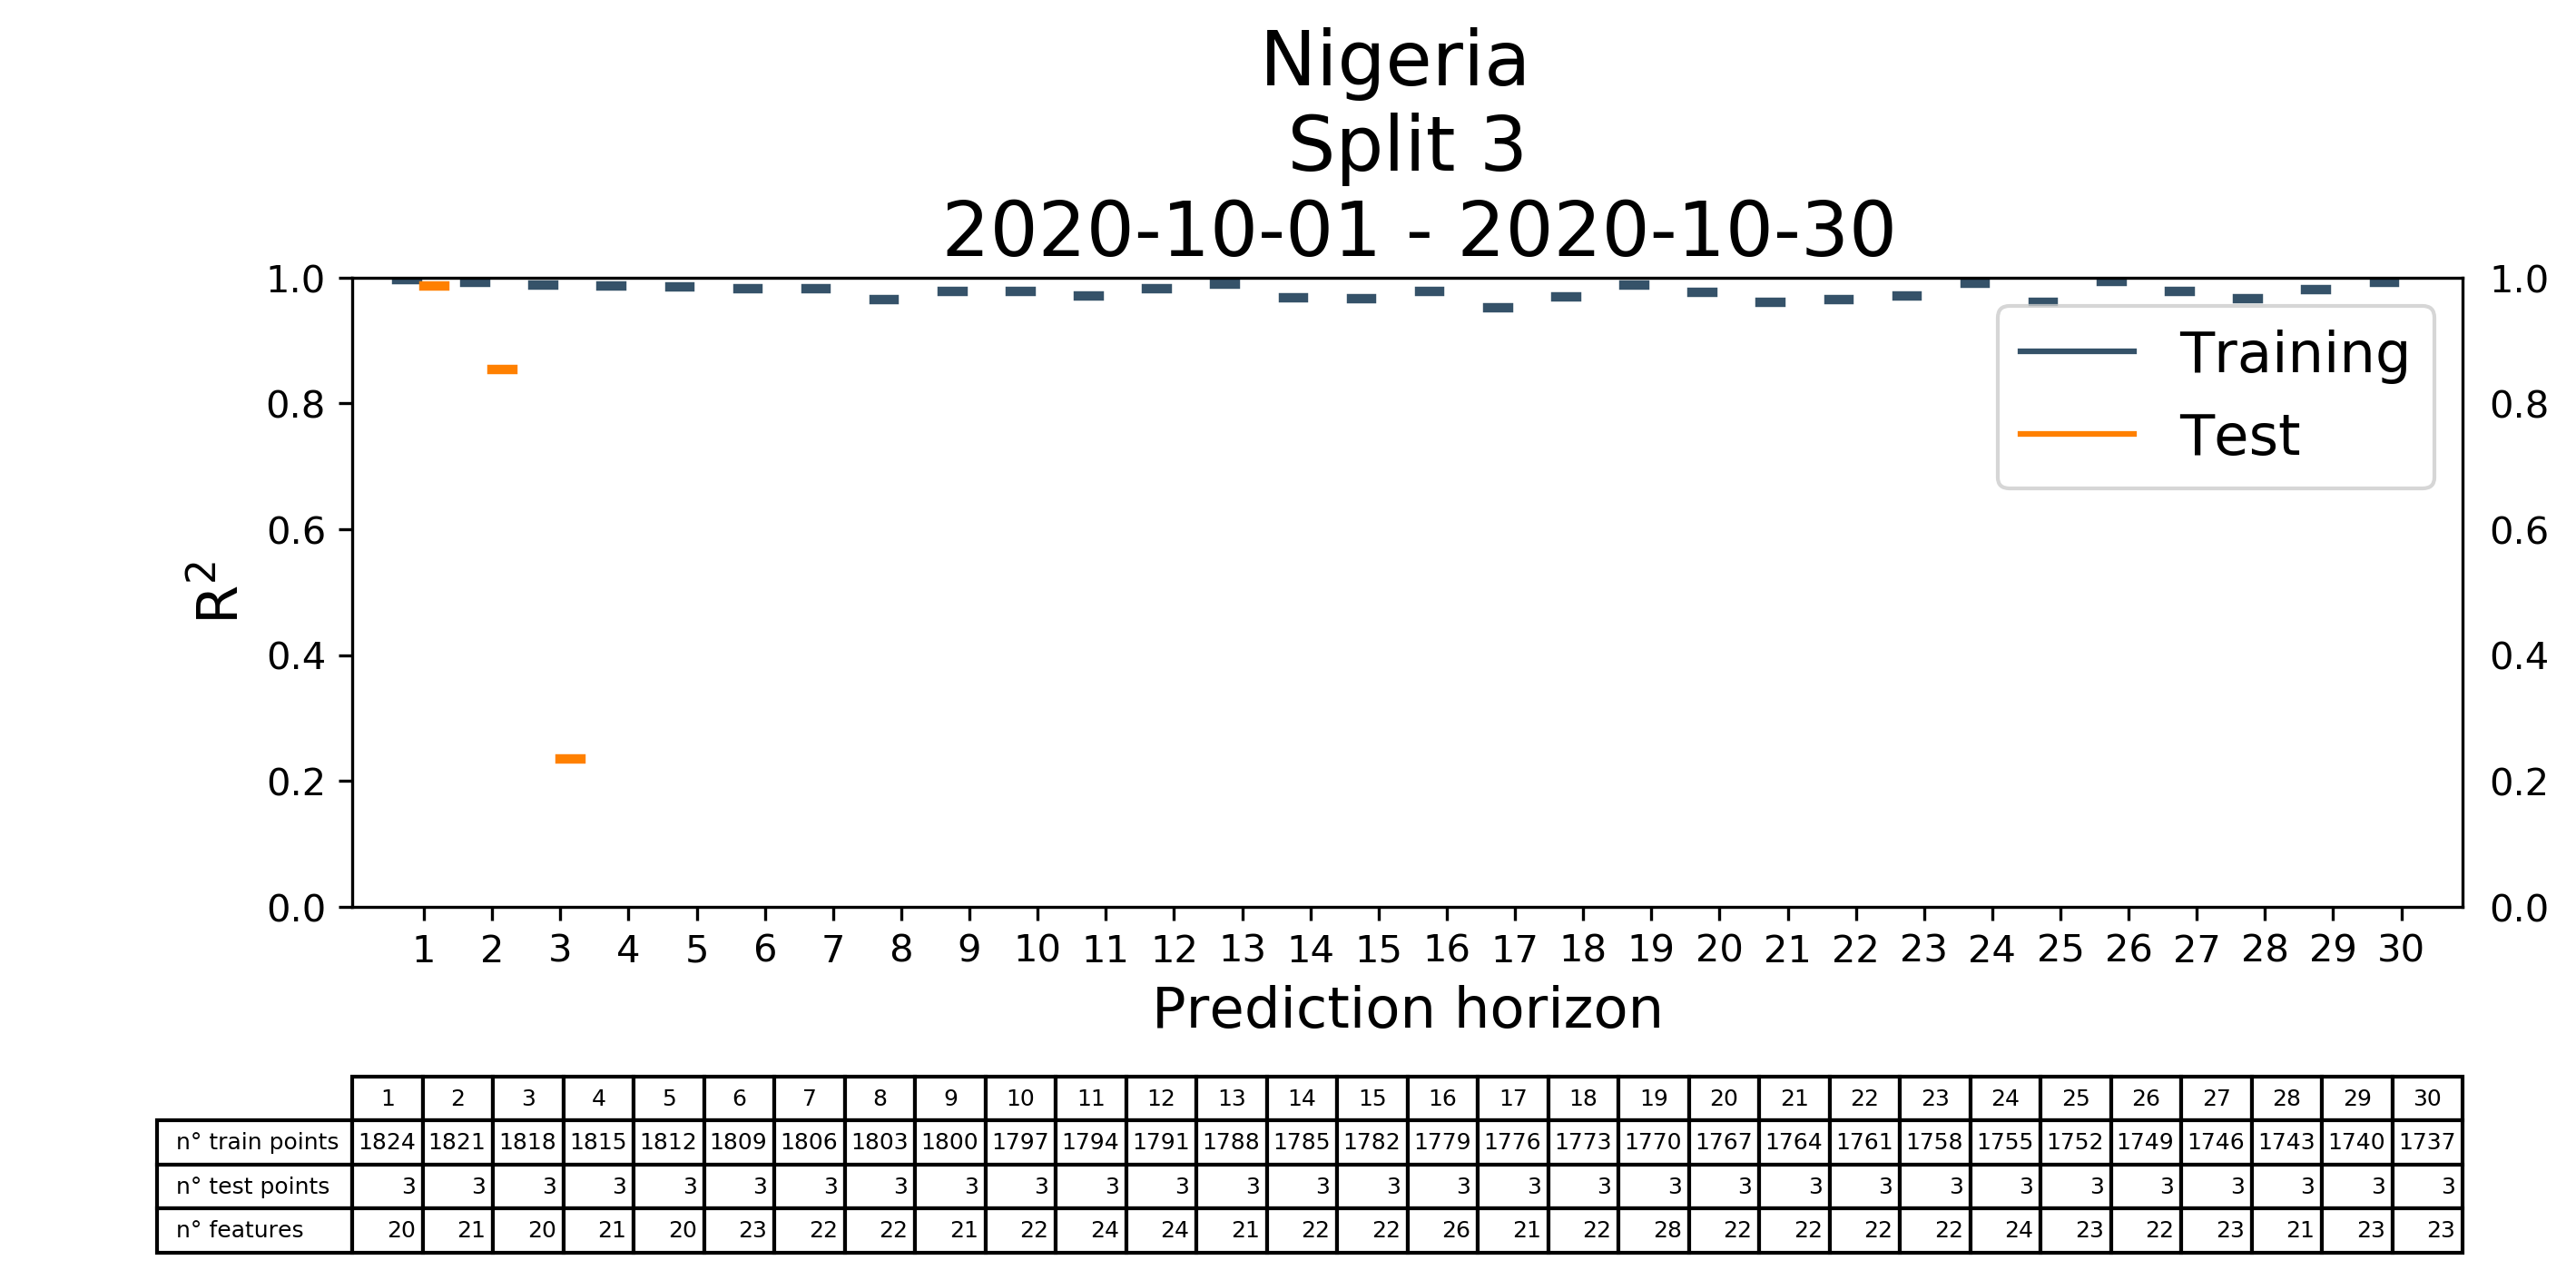 Nigeria
Split 3
2020-10-01 - 2020-10-30
1.0 1.0
0.8 0.8
0.6 0.6
0.4 0.4
0.2 0.2
0.0 0.0
R²
Training
Test
1 2 3 4 5 6 7 8 9 10 11 12 13 14 15 16 17 18 19 20 21 22 23 24 25 26 27 28 29 30
Prediction horizon
1 2 3 4 5 6 7 8 9 10 11 12 13 14 15 16 17 18 19 20 21 22 23 24 25 26 27 28 29 30
n° train points 1824 1821 1818 1815 1812 1809 1806 1803 1800 1797 1794 1791 1788 1785 1782 1779 1776 1773 1770 1767 1764 1761 1758 1755 1752 1749 1746 1743 1740 1737
n° test points 3 3 3 3 3 3 3 3 3 3 3 3 3 3 3 3 3 3 3 3 3 3 3 3 3 3 3 3 3 3
n° features 20 21 20 21 20 23 22 22 21 22 24 24 21 22 22 26 21 22 28 22 22 22 22 24 23 22 23 21 23 23